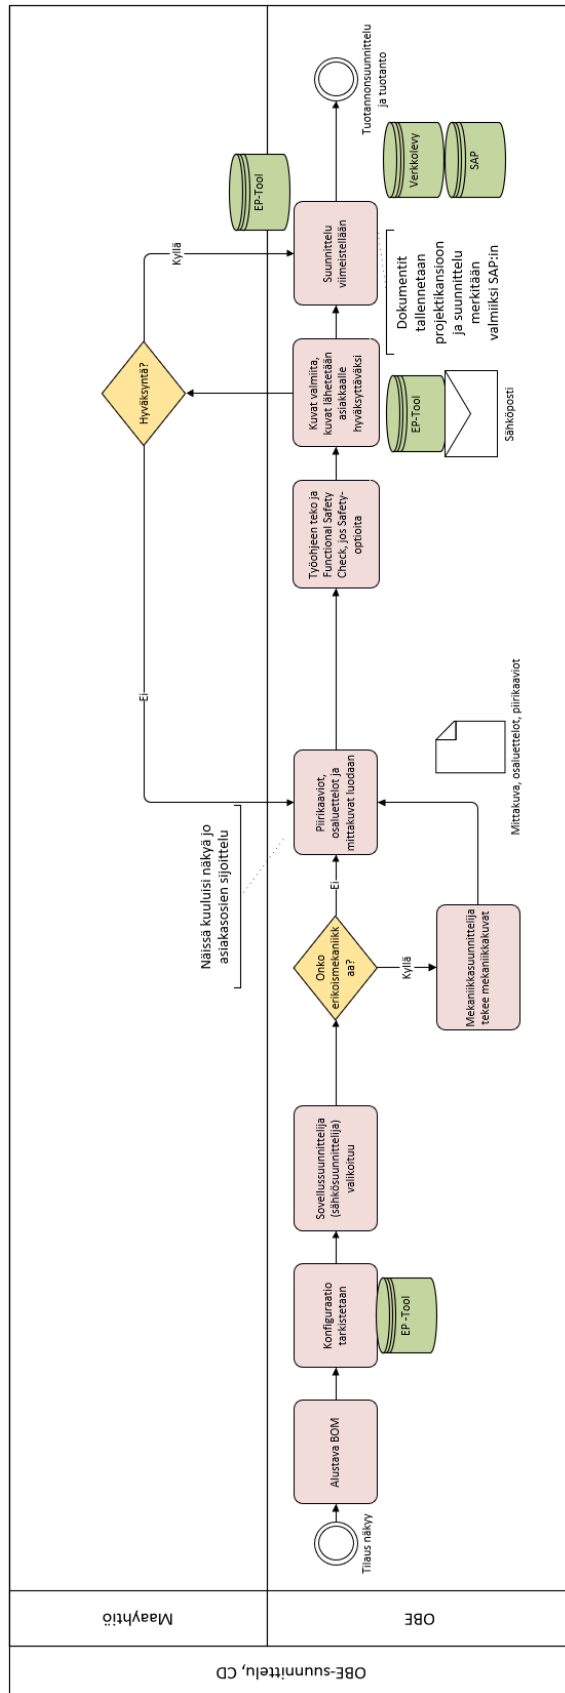 OBE-suunnittelu, CD
Maayhtiö
OBE
Tilaus näkyy
Alustava BOM
Konfiguraatio
tarkistetaan
EP -Tool
Sovellussuunnittelija
(sähkösuunnittelija)
valikoituu
Onko
erikoismekaniikk
aa?
Ei
Kyllä
Mekaniikkasuunnittelija
tekee mekaniikkakuvat
Näissä kuuluisi näkyä jo
asiakasosien sijoittelu
Piirikaaviot,
osaluettelot ja
mittakuvat luodaan
Mittakuva, osaluettelot, piirikaaviot
Työohjeen teko ja
Functional Safety
Check, jos Safety-
optioita
Kuvat valmiita,
kuvat lähetetään
asiakkaalle
hyväksyttäväksi
EP-Tool
Sähköposti
Hyväksyntä?
Ei
Kyllä
Suunnittelu
viimeistellään
EP-Tool
Dokumentit
tallennetaan
projektikansioon
ja suunnittelu
merkitään
valmiiksi SAP:in
Verkkolevy
SAP
Tuotannonsuunnittelu
ja tuotanto